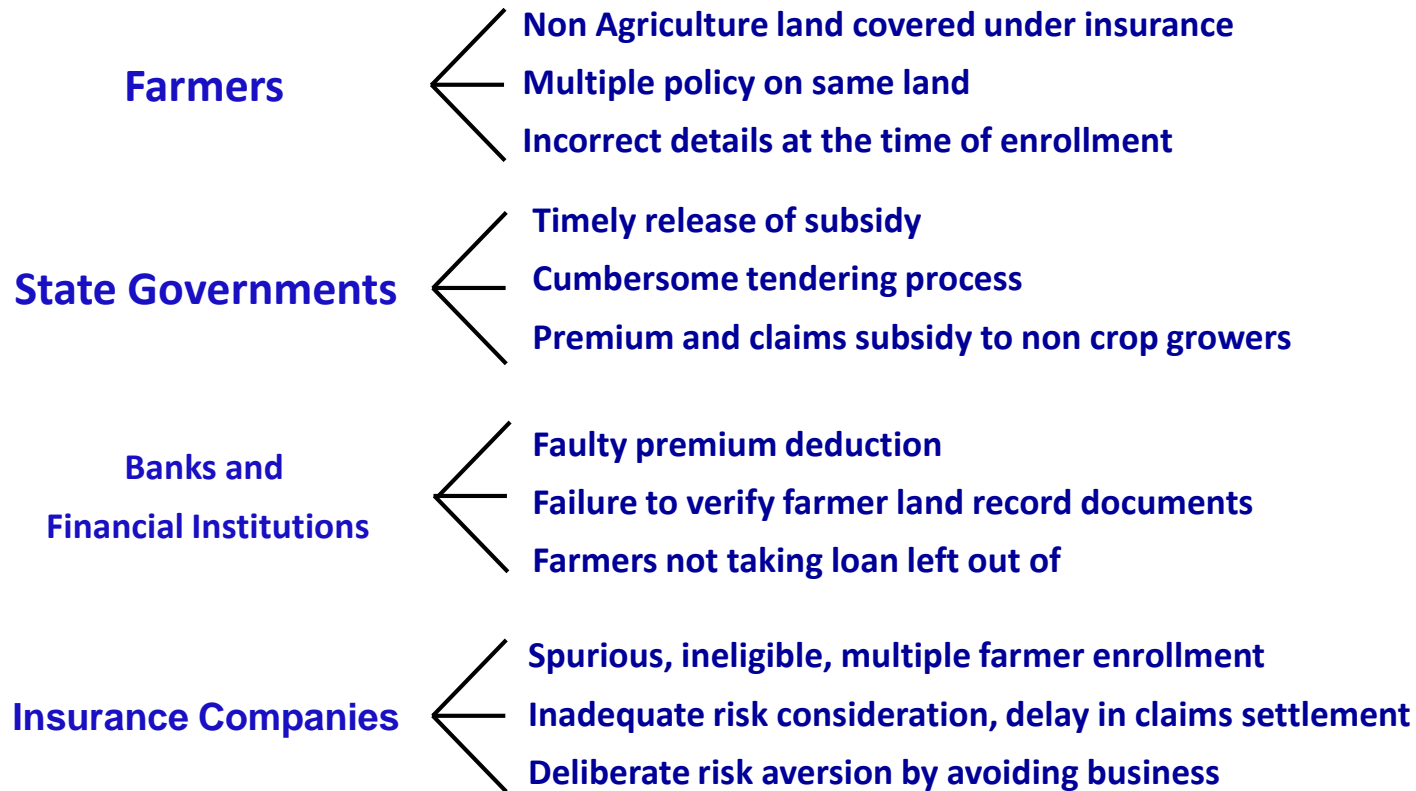 Farmers
Non Agriculture land covered under insurance
Multiple policy on same land
Incorrect details at the time of enrollment
State Governments
Timely release of subsidy
Cumbersome tendering process
Premium and claims subsidy to non crop growers
Banks and
Financial Institutions
Faulty premium deduction
Failure to verify farmer land record documents
Farmers not taking loan left out of
Insurance Companies
Spurious, ineligible, multiple farmer enrollment
Inadequate risk consideration, delay in claims settlement
Deliberate risk aversion by avoiding business